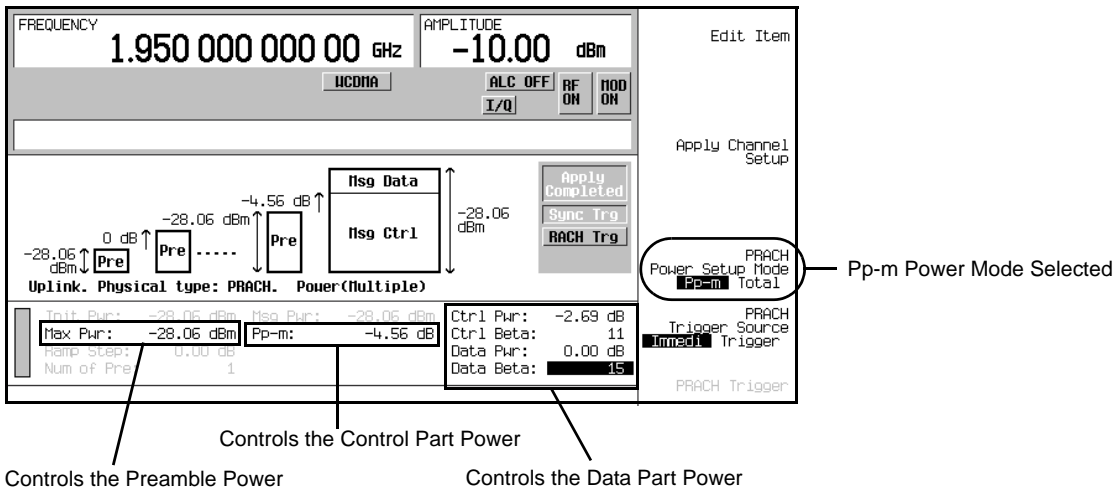 FREQUENCY
1.950 000 000 00 GHz
AMPLITUDE
-10.00 dBm
WCDMA
ALC OFF
I/Q
RF ON
MOD ON
Edit Item
Apply Channel
Setup
Msg Data
Msg Ctrl
-4.56 dB
-28.06 dBm
0 dB
-28.06
dBm
Pre
Pre
.....
Pre
-28.06
dBm
Apply
Completed
Sync Trg
RACH Trg
Uplink. Physical type: PRACH. Power(Multiple)
PRACH
Power Setup Mode
Pp-m Total
Pp-m Power Mode Selected
Init Pwr: -28.06 dBm Msg Pwr: -28.06 dBm
Max Pwr: -28.06 dBm Pp-m: -4.56 dB
Ramp Step: 0.00 dB
Num of Pre: 1
Ctrl Pwr: -2.69 dB
Ctrl Beta: 11
Data Pwr: 0.00 dB
Data Beta: 15
PRACH
Trigger Source
Immedi Trigger
PRACH Trigger
Controls the Control Part Power
Controls the Preamble Power
Controls the Data Part Power